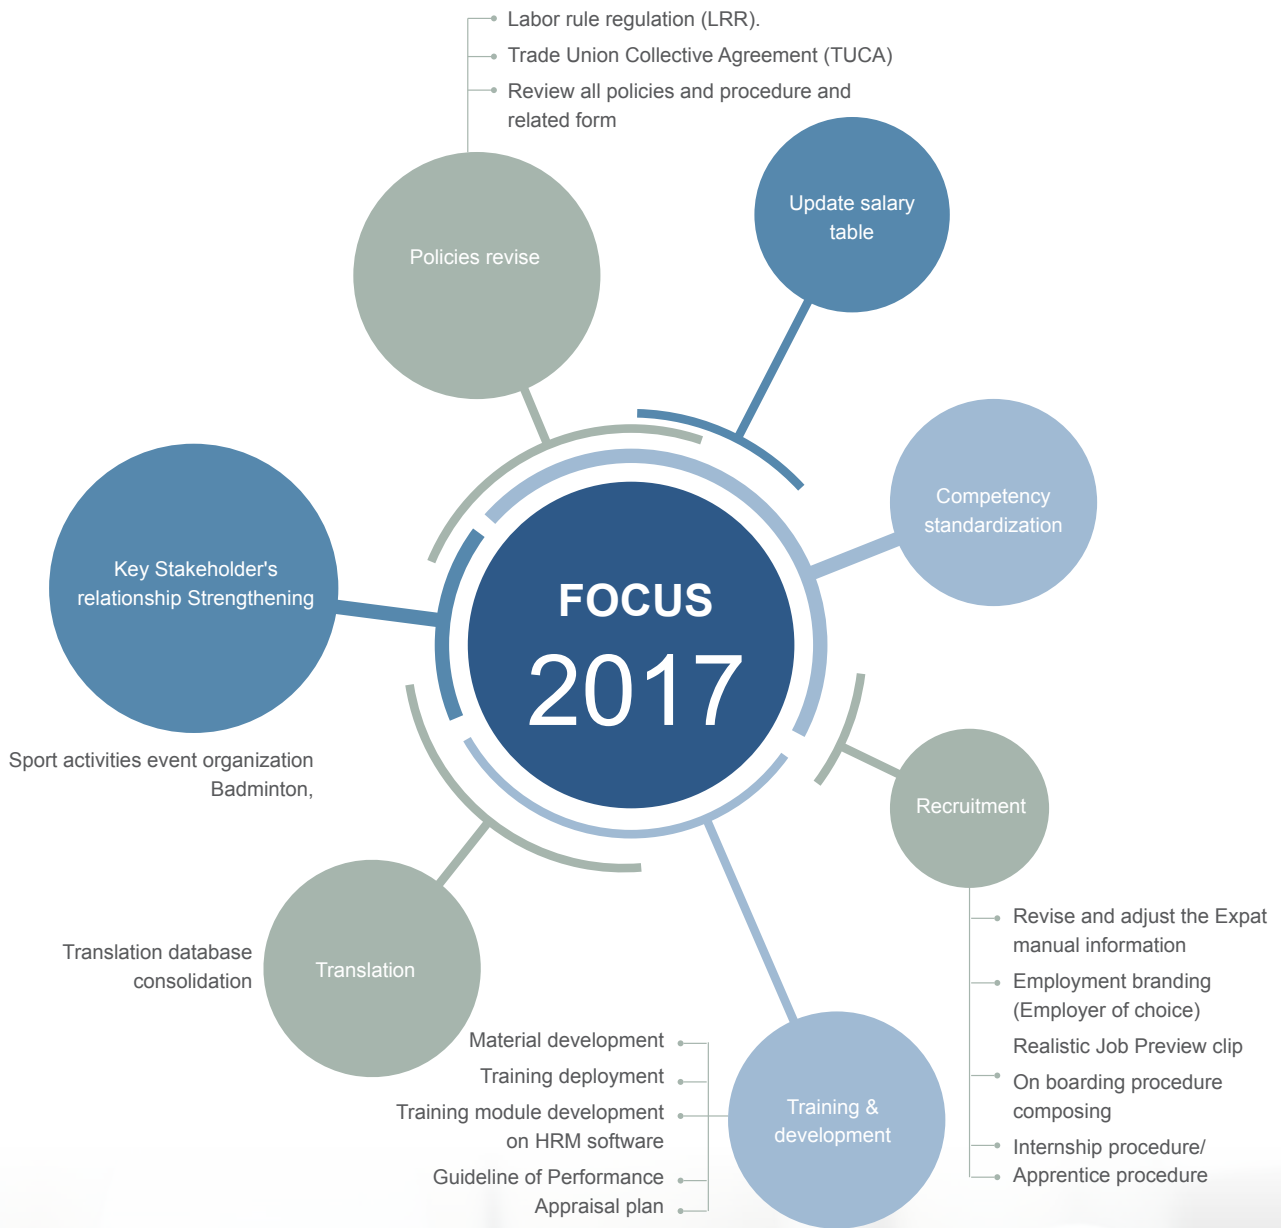 Labor rule regulation (LRR).
Trade Union Collective Agreement (TUCA)
Review all policies and procedure and
related form
Policies revise
Update salary
table
Competency
standardization
Key Stakeholder's
relationship Strengthening
FOCUS
2017
Sport activities event organization
Badminton,
Recruitment
Revise and adjust the Expat
manual information
Employment branding
(Employer of choice)
Realistic Job Preview clip
On boarding procedure
composing
Internship procedure/
Apprentice procedure
Translation database
consolidation
Translation
Material development
Training deployment
Training module development
on HRM software
Guideline of Performance
Appraisal plan
Training &
development